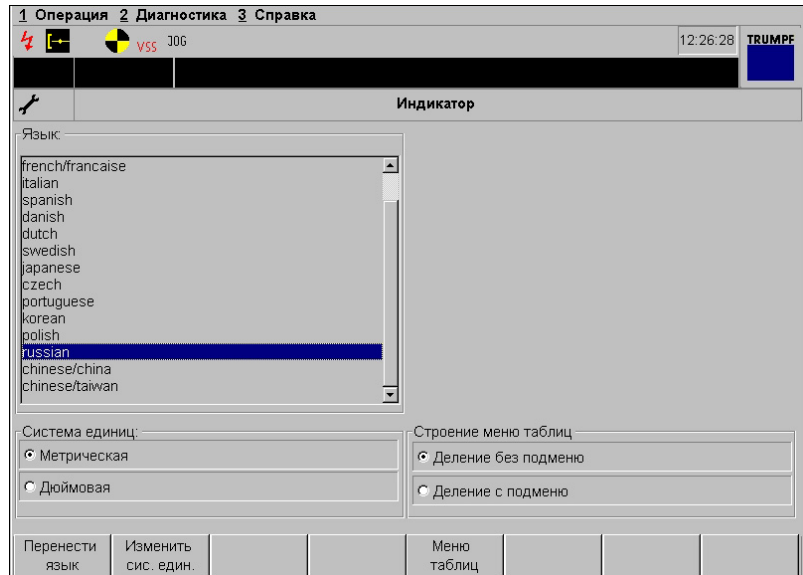 1 Операция 2 Диагностика 3 Справка
VSS JOG 12:26:28 TRUMPF
Индикатор
Язык:
french/francaise
italian
spanish
danish
dutch
swedish
japanese
czech
portuguese
korean
polish
russian
chinese/china
chinese/taiwan
Система единиц:
Метрическая
Дюймовая
Строение меню таблиц
Деление без подменю
Деление с подменю
Перенести язык
Изменить сис. един.
Меню таблиц